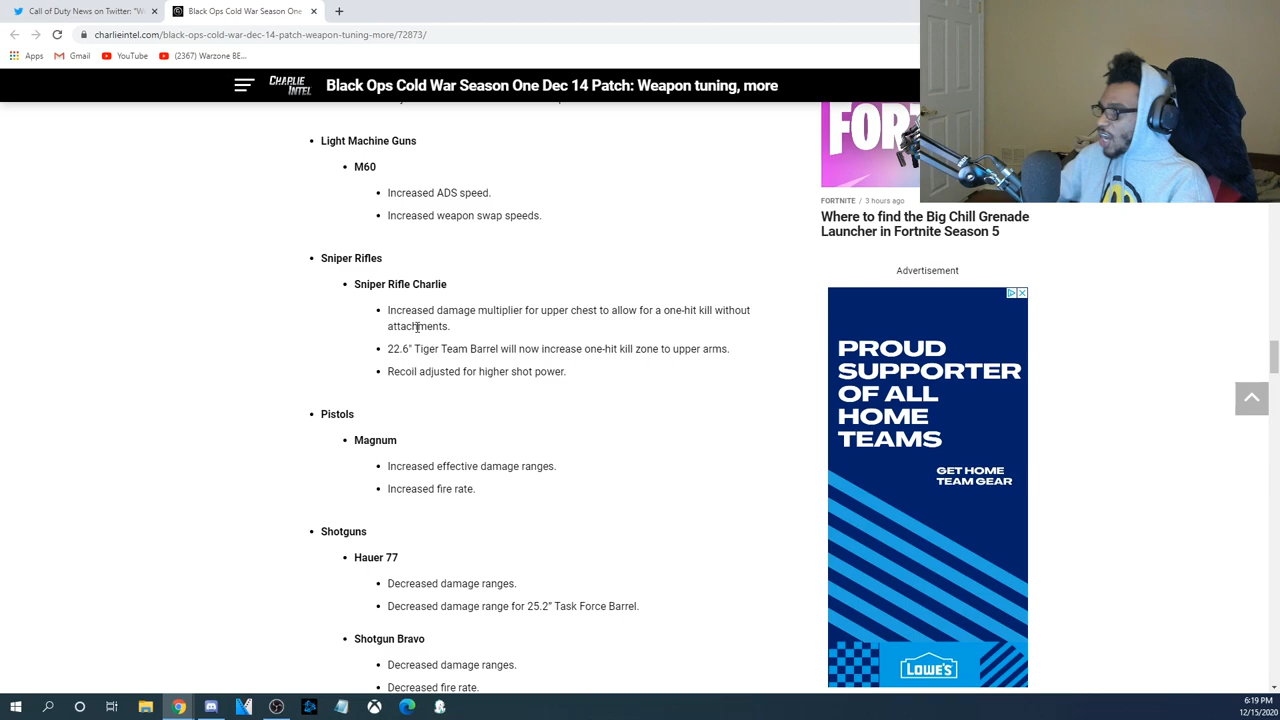 Call of Duty News on Twitter: "W
Black Ops Cold War Season One
charlieintel.com/black-ops-cold-war-dec-14-patch-weapon-tuning-more/72873/
Apps
Gmail
YouTube
(2367) Warzone BE...
CHARLIE INTEL
Black Ops Cold War Season One Dec 14 Patch: Weapon tuning, more
Light Machine Guns
M60
Increased ADS speed.
Increased weapon swap speeds.
Sniper Rifles
Sniper Rifle Charlie
Increased damage multiplier for upper chest to allow for a one-hit kill without
attachments.
22.6" Tiger Team Barrel will now increase one-hit kill zone to upper arms.
Recoil adjusted for higher shot power.
Pistols
Magnum
Increased effective damage ranges.
Increased fire rate.
Shotguns
Hauer 77
Decreased damage ranges.
Decreased damage range for 25.2” Task Force Barrel.
Shotgun Bravo
Decreased damage ranges.
Decreased fire rate.
FOR
FORTNITE / 3 hours ago
Where to find the Big Chill Grenade
Launcher in Fortnite Season 5
Advertisement
PROUD
SUPPORTER
OF ALL
HOME
TEAMS
GET HOME
TEAM GEAR
LOWE'S
6:19 PM
12/15/2020